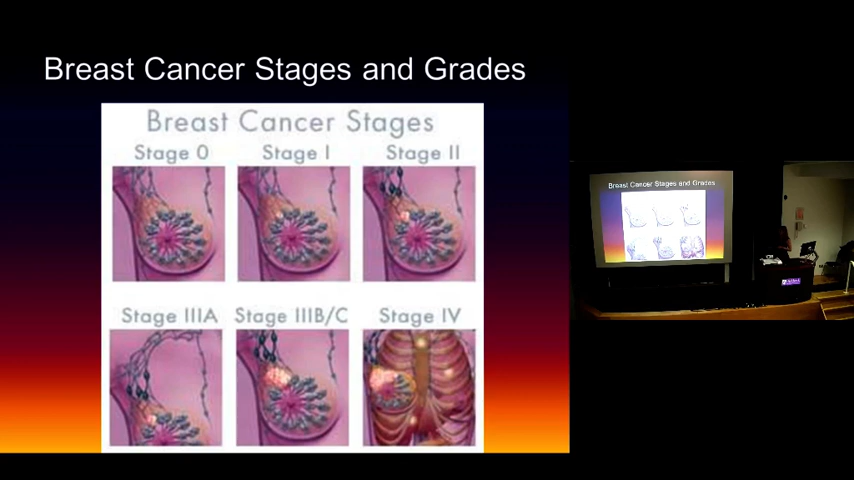 Breast Cancer Stages and Grades
Breast Cancer Stages
Stage 0 Stage I Stage II
Stage IIIA Stage IIIB/C Stage IV
Breast Cancer Stages and Grades